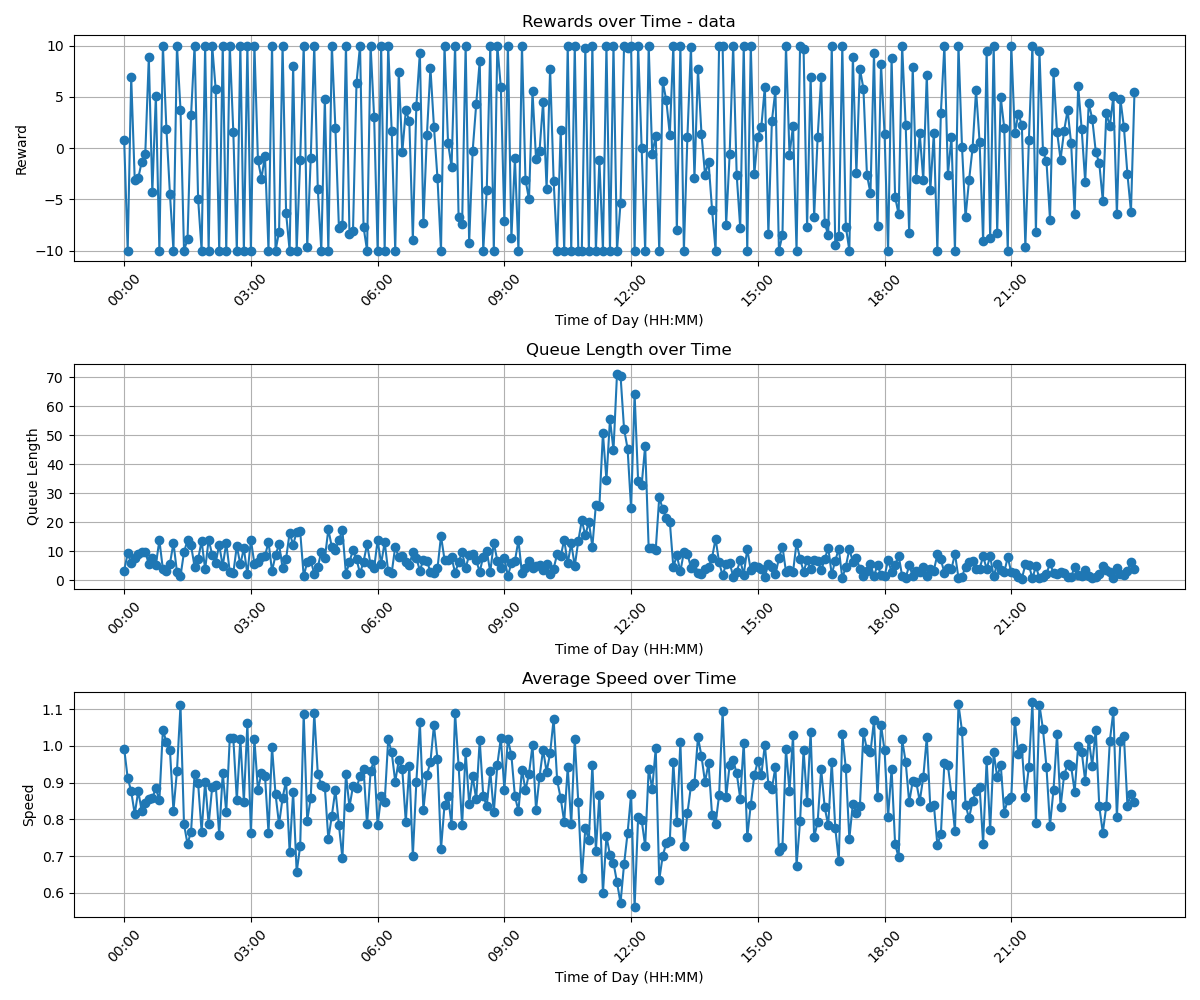 Rewards over Time - data
10
5
0
−5
−10
Reward
00:00 03:00 06:00 09:00 12:00 15:00 18:00 21:00
Time of Day (HH:MM)
Queue Length over Time
70
60
50
40
30
20
10
0
Queue Length
00:00 03:00 06:00 09:00 12:00 15:00 18:00 21:00
Time of Day (HH:MM)
Average Speed over Time
1.1
1.0
0.9
0.8
0.7
0.6
Speed
00:00 03:00 06:00 09:00 12:00 15:00 18:00 21:00
Time of Day (HH:MM)